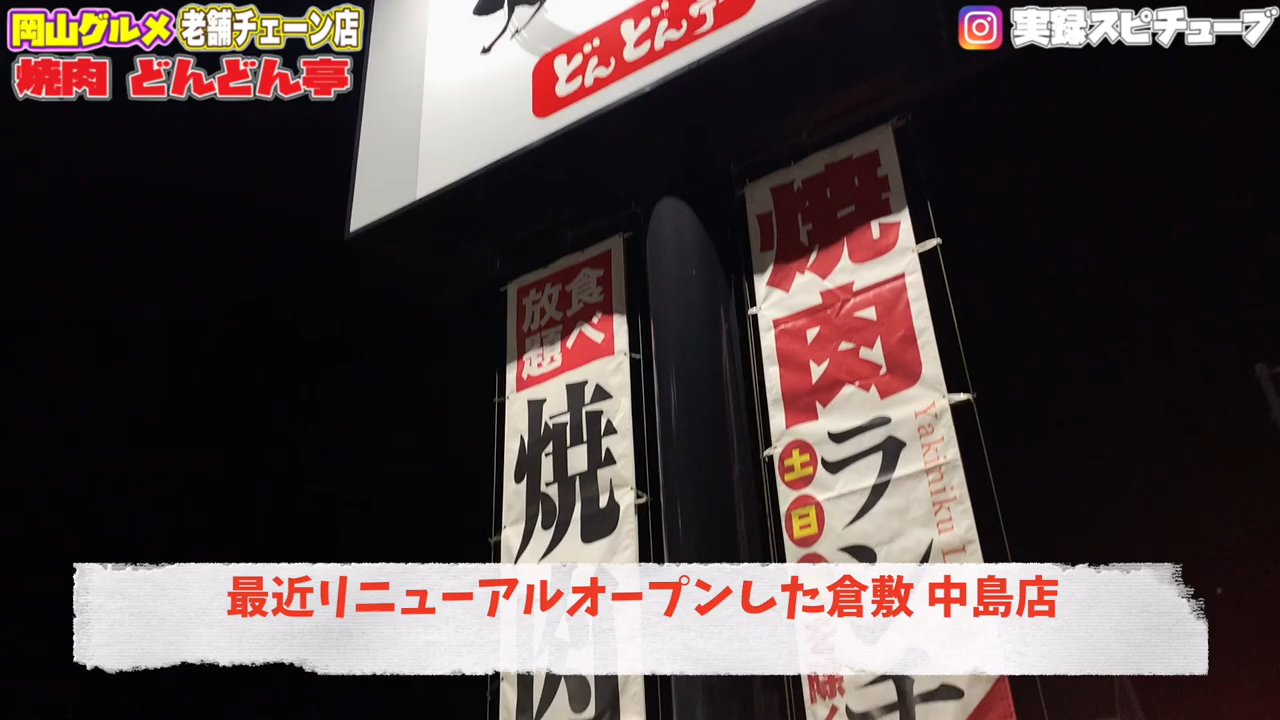 岡山グルメ 老舗チェーン店
焼肉 どんどん亭
実録スピチューブ
どんどん亭
食べ放題
焼肉
焼肉
ラン
土
日
Yakiniku L
最近リニューアルオープンした倉敷 中島店